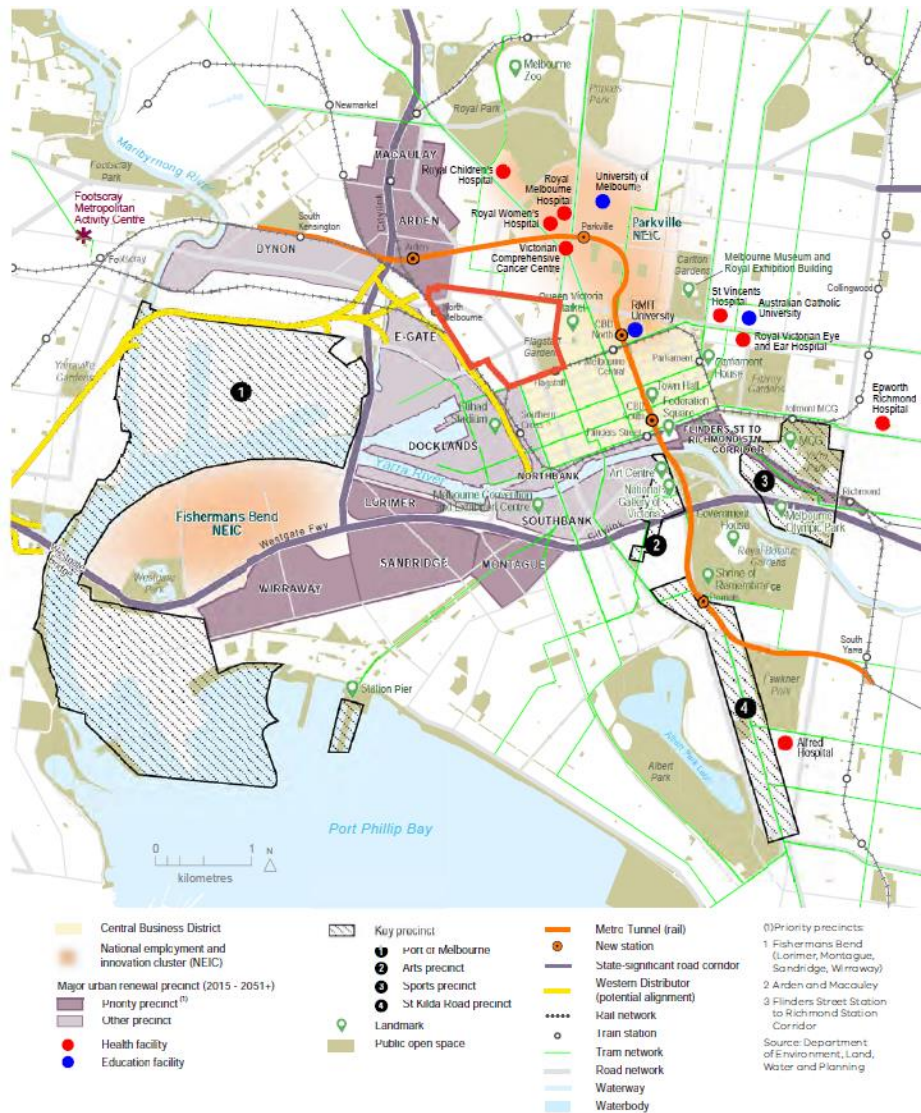 Melbourne
Zoo
Princes
Park
Royal Park
Newmarket
Maribyrnong River
Footscray
Park
MACAULAY
Royal Children's
Hospital
Royal
Melbourne
Hospital
University of
Melbourne
Footscray
Metropolitan
Activity Centre
CityLink
ARDEN
Royal Women's
Hospital
Parkville
Parkville
NEIC
South
Kensington
DYNON
Arden
Footscray
Victorian
Comprehensive
Cancer Centre
Carlton
Gardens
Melbourne Museum and
Royal Exhibition Building
Collingwood
St Vincents
Hospital
Australian Catholic
University
North
Melbourne
Queen Victoria
Market
RMIT
University
CBD
North
Royal Victorian Eye
and Ear Hospital
E-GATE
Flagstaff
Gardens
Melbourne
Central
Parliament
Parliament
House
Fitzroy
Gardens
Yarraville
Gardens
1
Flagstaff
Town Hall
Epworth
Richmond
Hospital
Etihad
Stadium
Southern
Cross
CBD
South
Federation
Square
Jolimont MCG
Flinders Street
FLINDERS ST TO
RICHMOND STN
CORRIDOR
MCG
Yarra
Park
DOCKLANDS
Yarra River
NORTHBANK
Art Centre
3
LORIMER
Melbourne Convention
and Exhibition Centre
National
Gallery of
Victoria
Richmond
Fishermans Bend
NEIC
SOUTHBANK
CityLink
Government
House
Melbourne
Olympic Park
Westgate Fwy
Westgate
Bridge
Westgate
Park
SANDRIDGE
MONTAGUE
2
Royal Botanic
Gardens
WIRRAWAY
Shrine of
Remembrance
Domain
South
Yarra
Station Pier
Fawkner
Park
4
Alfred
Hospital
Albert Park Lake
Albert
Park
Port Phillip Bay
0 1 N
kilometres
Central Business District
National employment and
innovation cluster (NEIC)
Major urban renewal precinct (2015 - 2051+)
Priority precinct (1)
Other precinct
Health facility
Education facility
Key precinct
1 Port of Melbourne
2 Arts precinct
3 Sports precinct
4 St Kilda Road precinct
Landmark
Public open space
Metro Tunnel (rail)
New station
State-significant road corridor
Western Distributor
(potential alignment)
Rail network
Train station
Tram network
Road network
Waterway
Waterbody
(1)Priority precincts:
1 Fishermans Bend
(Lorimer, Montague,
Sandridge, Wirraway)
2 Arden and Macauley
3 Flinders Street Station
to Richmond Station
Corridor
Source: Department
of Environment, Land,
Water and Planning